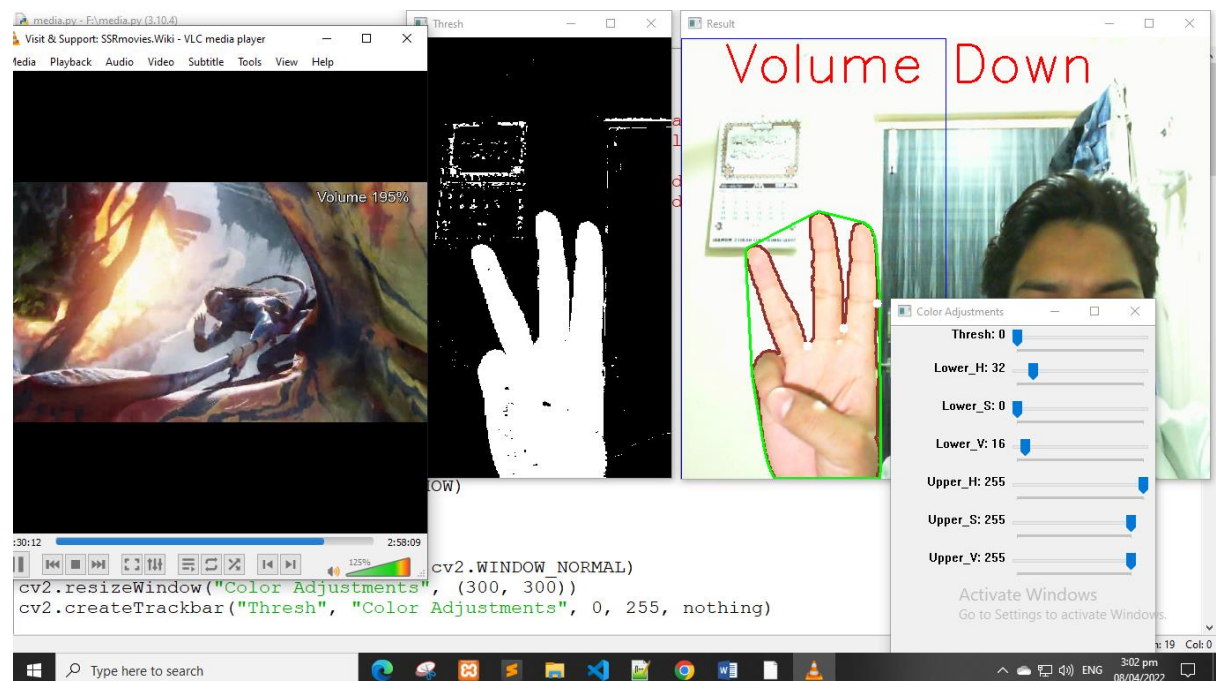 media.py - F:\media.py (3.10.4)
Visit & Support: SSRmovies.Wiki - VLC media player
Media Playback Audio Video Subtitle Tools View Help
Volume 195%
:30:12
2:58:09
125%
Thresh
Result
Volume Down
Color Adjustments
Thresh: 0
Lower_H: 32
Lower_S: 0
Lower_V: 16
Upper_H: 255
Upper_S: 255
Upper_V: 255
Activate Windows
Go to Settings to activate Windows.
OW)
cv2.WINDOW_NORMAL)
cv2.resizeWindow("Color Adjustments", (300, 300))
cv2.createTrackbar("Thresh", "Color Adjustments", 0, 255, nothing)
n: 19 Col: 0
Type here to search
ENG
3:02 pm
08/04/2022